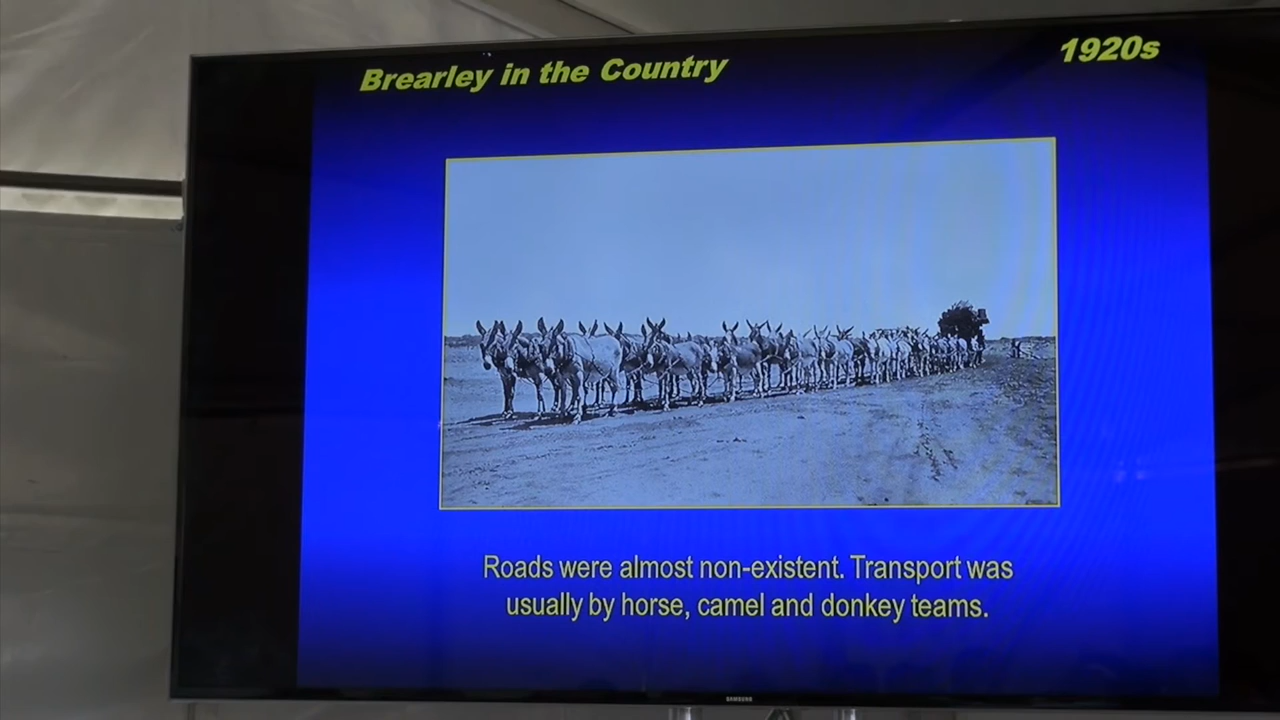 Brearley in the Country
1920s
Roads were almost non-existent. Transport was
usually by horse, camel and donkey teams.
SAMSUNG